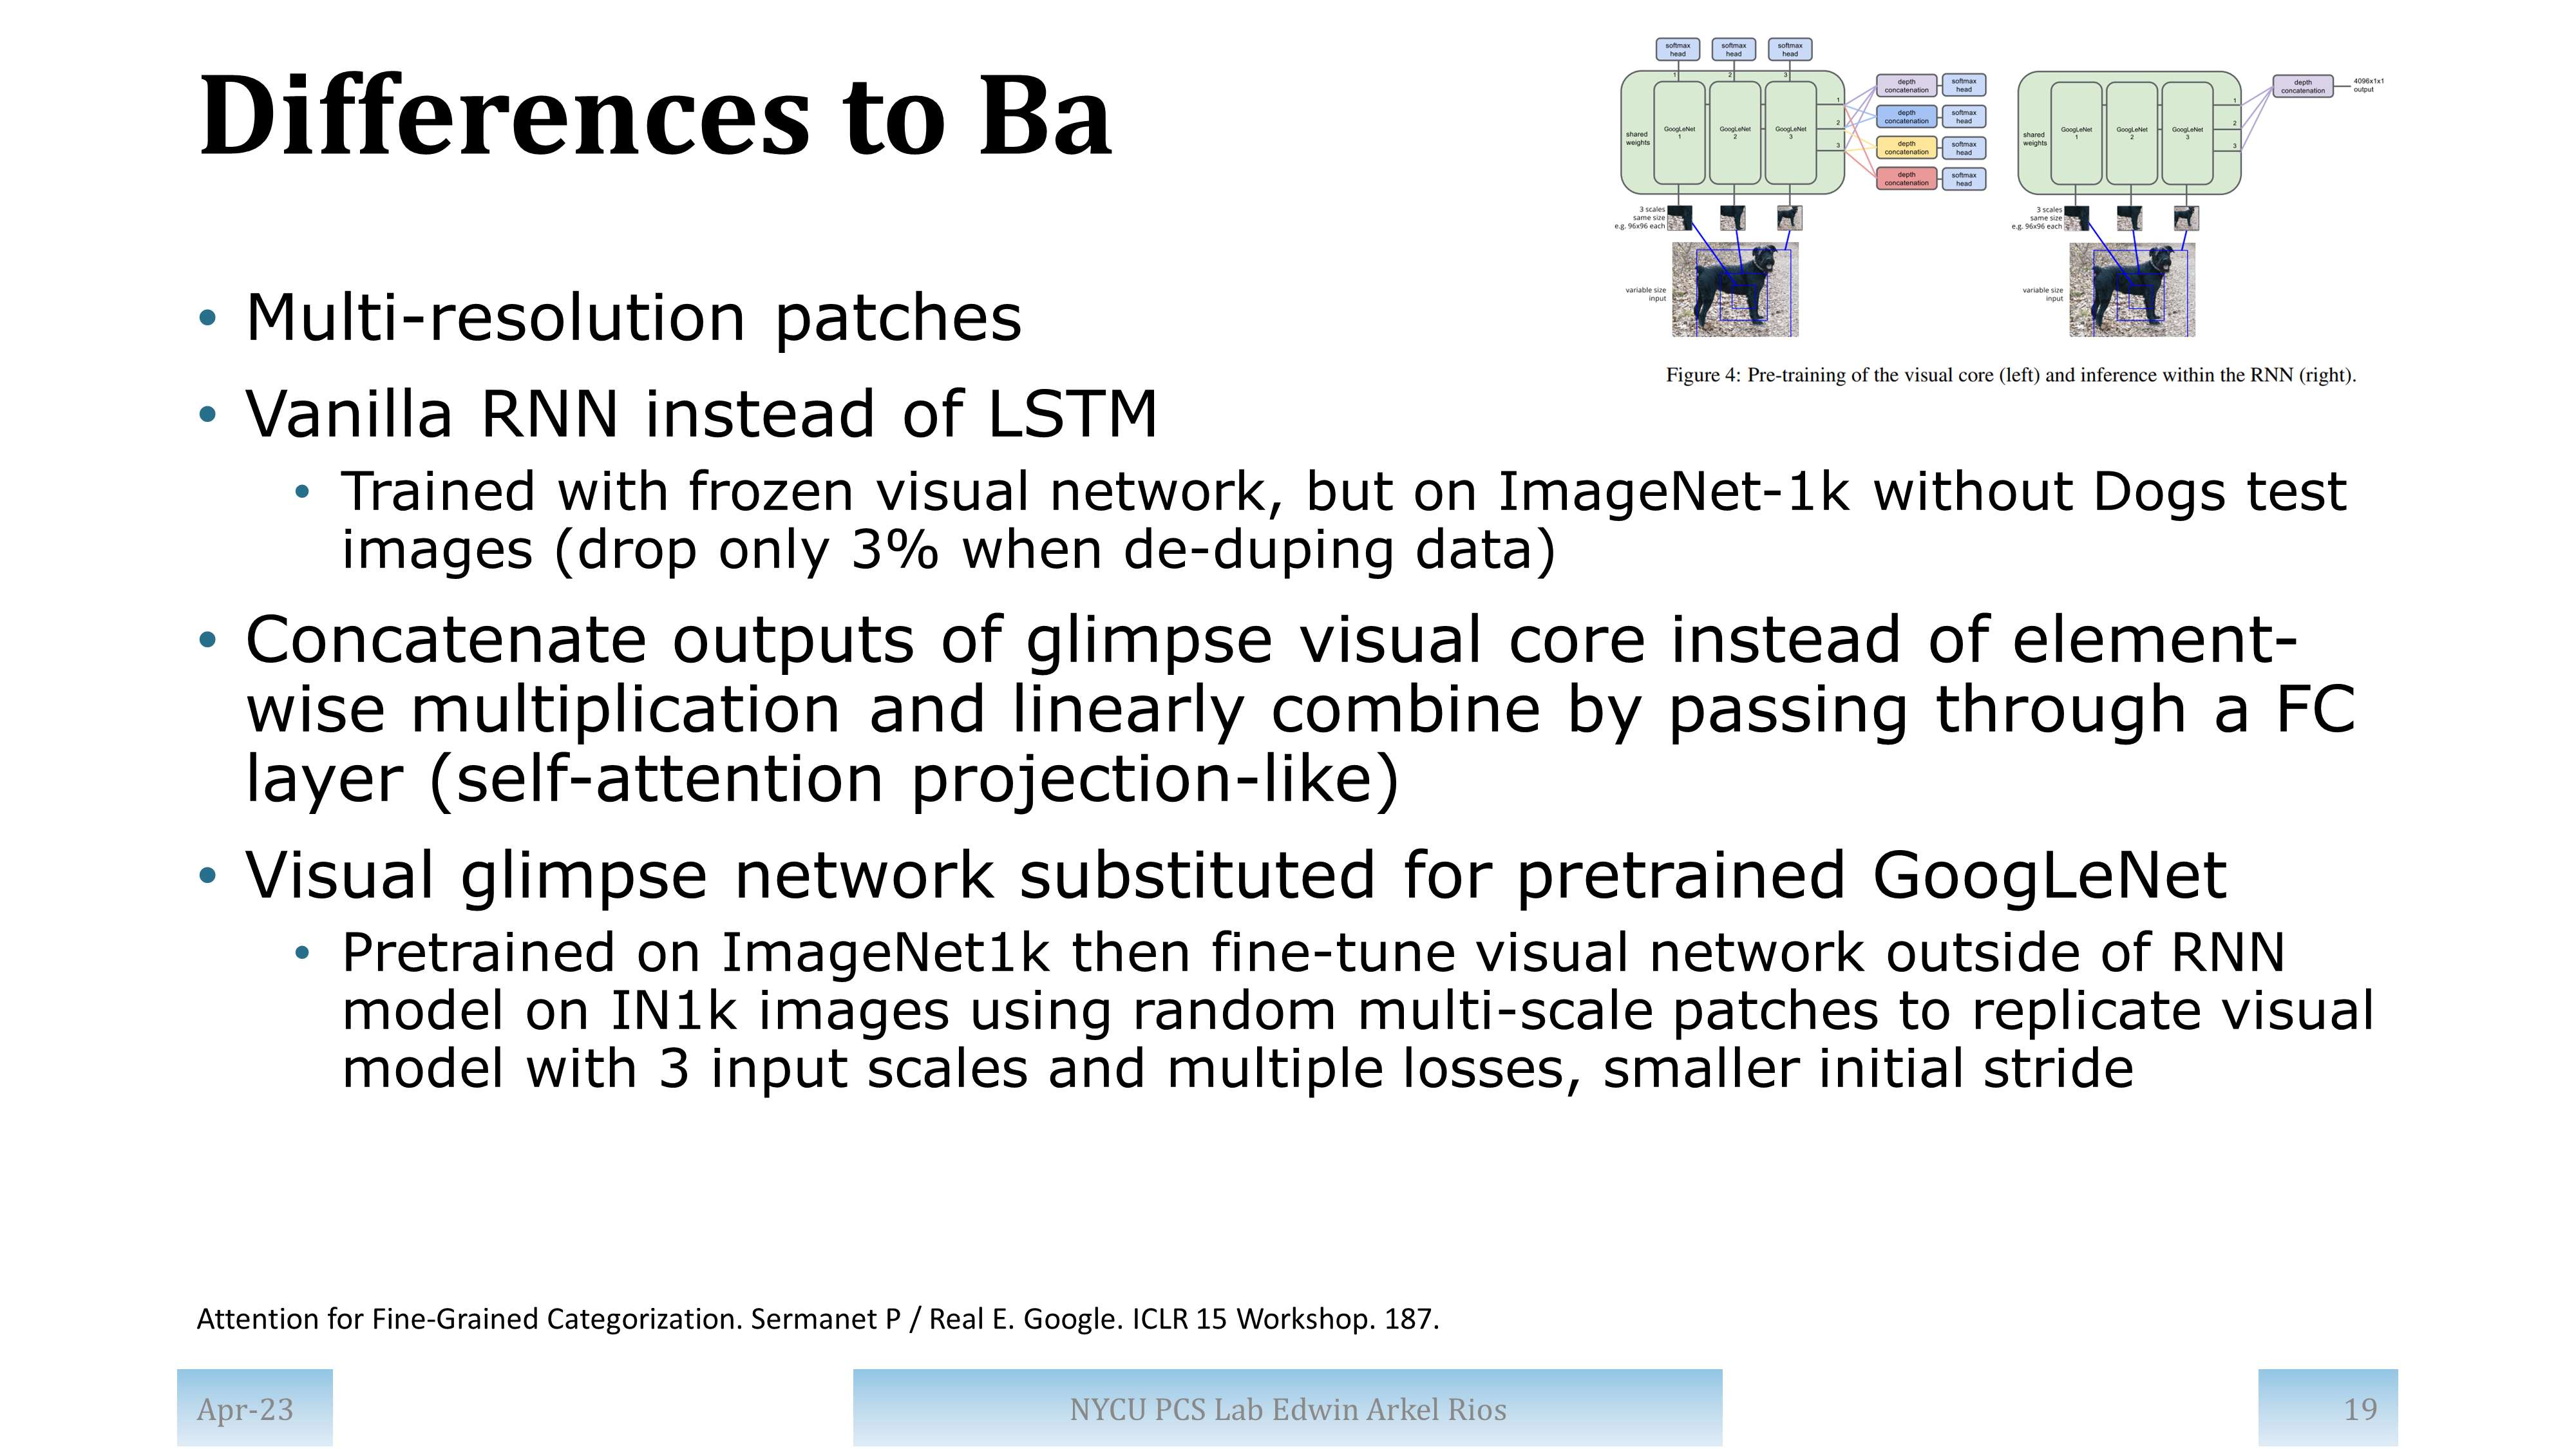 Differences to Ba
softmax head
softmax head
softmax head
1
2
3
shared weights
GoogLeNet 1
GoogLeNet 2
GoogLeNet 3
1
2
3
depth concatenation
softmax head
depth concatenation
softmax head
depth concatenation
softmax head
depth concatenation
softmax head
3 scales
same size
e.g. 96x96 each
variable size
input
shared weights
GoogLeNet 1
GoogLeNet 2
GoogLeNet 3
1
2
3
depth concatenation
4096x1x1
output
3 scales
same size
e.g. 96x96 each
variable size
input
Figure 4: Pre-training of the visual core (left) and inference within the RNN (right).
• Multi-resolution patches
• Vanilla RNN instead of LSTM
• Trained with frozen visual network, but on ImageNet-1k without Dogs test
images (drop only 3% when de-duping data)
• Concatenate outputs of glimpse visual core instead of element-
wise multiplication and linearly combine by passing through a FC
layer (self-attention projection-like)
• Visual glimpse network substituted for pretrained GoogLeNet
• Pretrained on ImageNet1k then fine-tune visual network outside of RNN
model on IN1k images using random multi-scale patches to replicate visual
model with 3 input scales and multiple losses, smaller initial stride
Attention for Fine-Grained Categorization. Sermanet P / Real E. Google. ICLR 15 Workshop. 187.
Apr-23
NYCU PCS Lab Edwin Arkel Rios
19